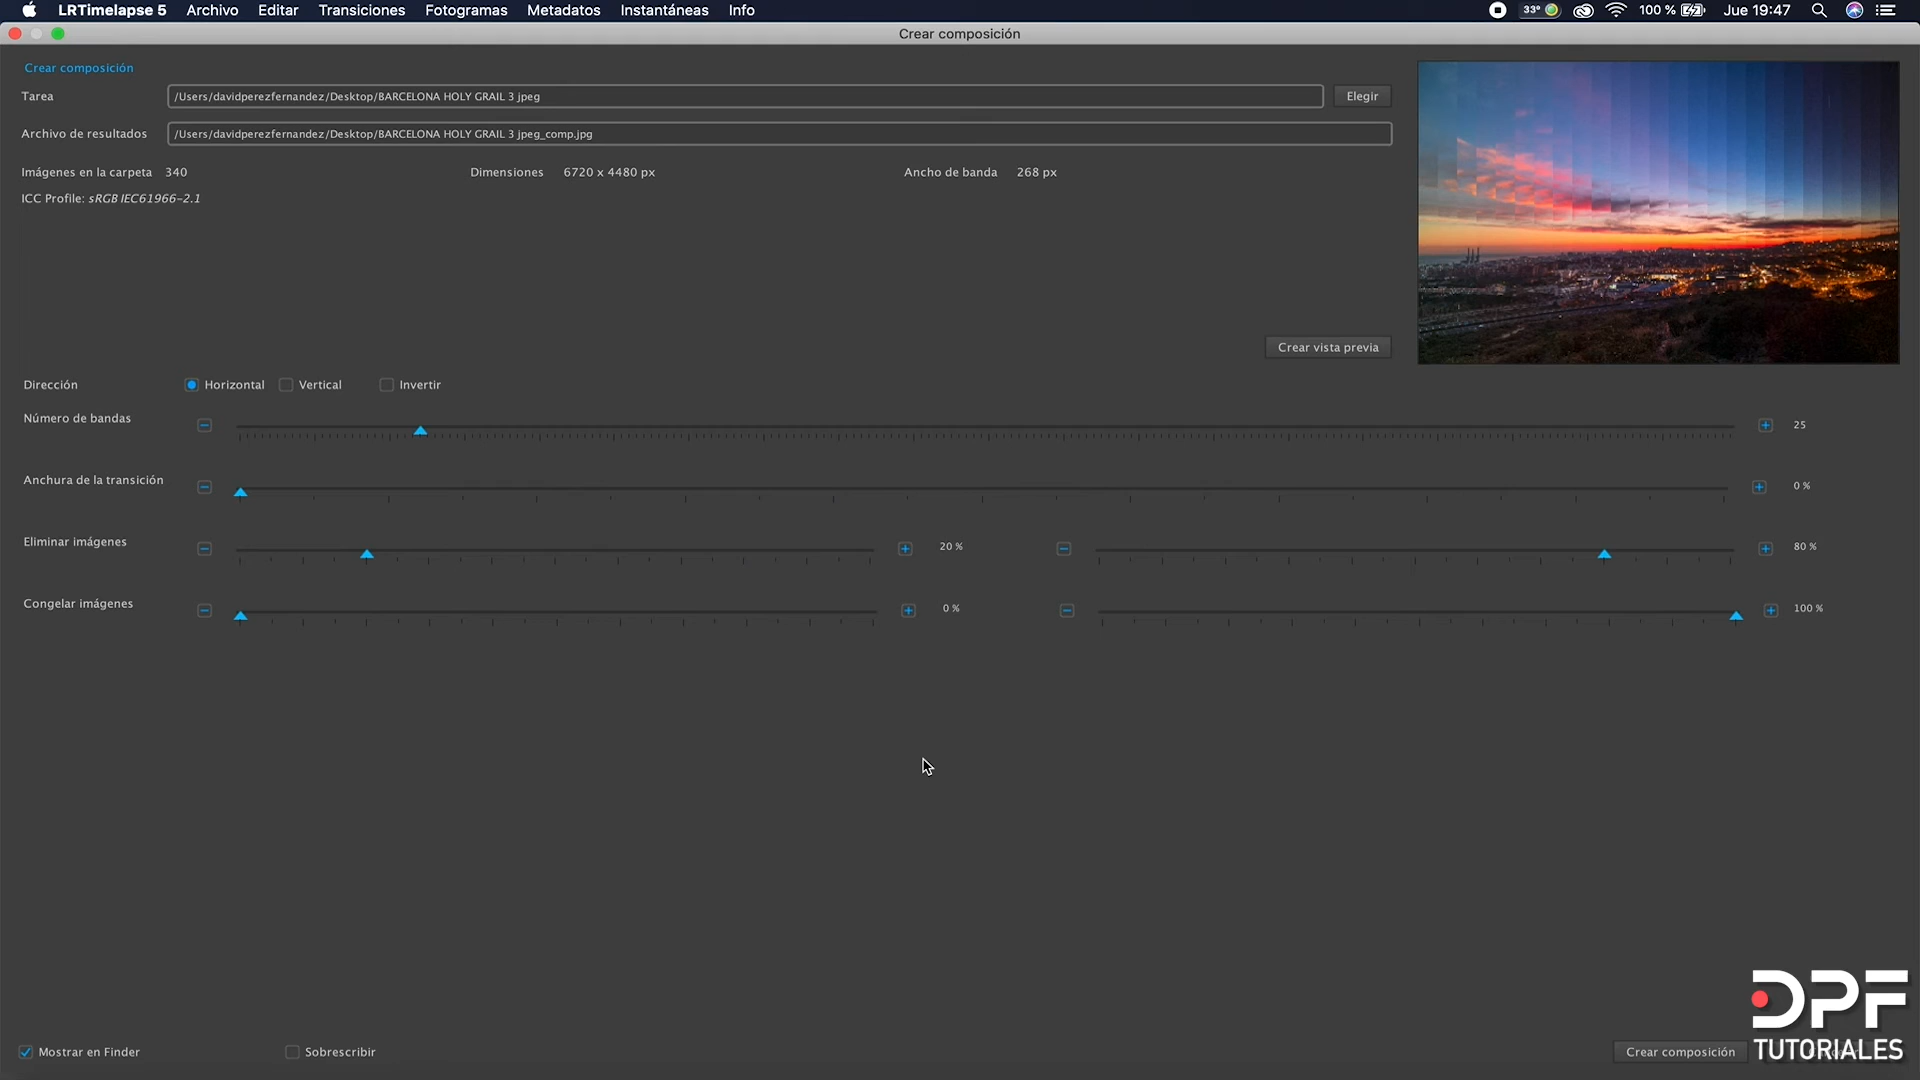 LRTimelapse 5 Archivo Editar Transiciones Fotogramas Metadatos Instantáneas Info 33° 100 % Jue 19:47
Crear composición
Crear composición
Tarea /Users/davidperezfernandez/Desktop/BARCELONA HOLY GRAIL 3 jpeg Elegir
Archivo de resultados /Users/davidperezfernandez/Desktop/BARCELONA HOLY GRAIL 3 jpeg_comp.jpg
Imágenes en la carpeta 340 Dimensiones 6720 x 4480 px Ancho de banda 268 px
ICC Profile: sRGB IEC61966-2.1
Crear vista previa
Dirección Horizontal Vertical Invertir
Número de bandas 25
Anchura de la transición 0 %
Eliminar imágenes 20 % 80 %
Congelar imágenes 0 % 100 %
DPF
TUTORIALES
Mostrar en Finder Sobrescribir Crear composición